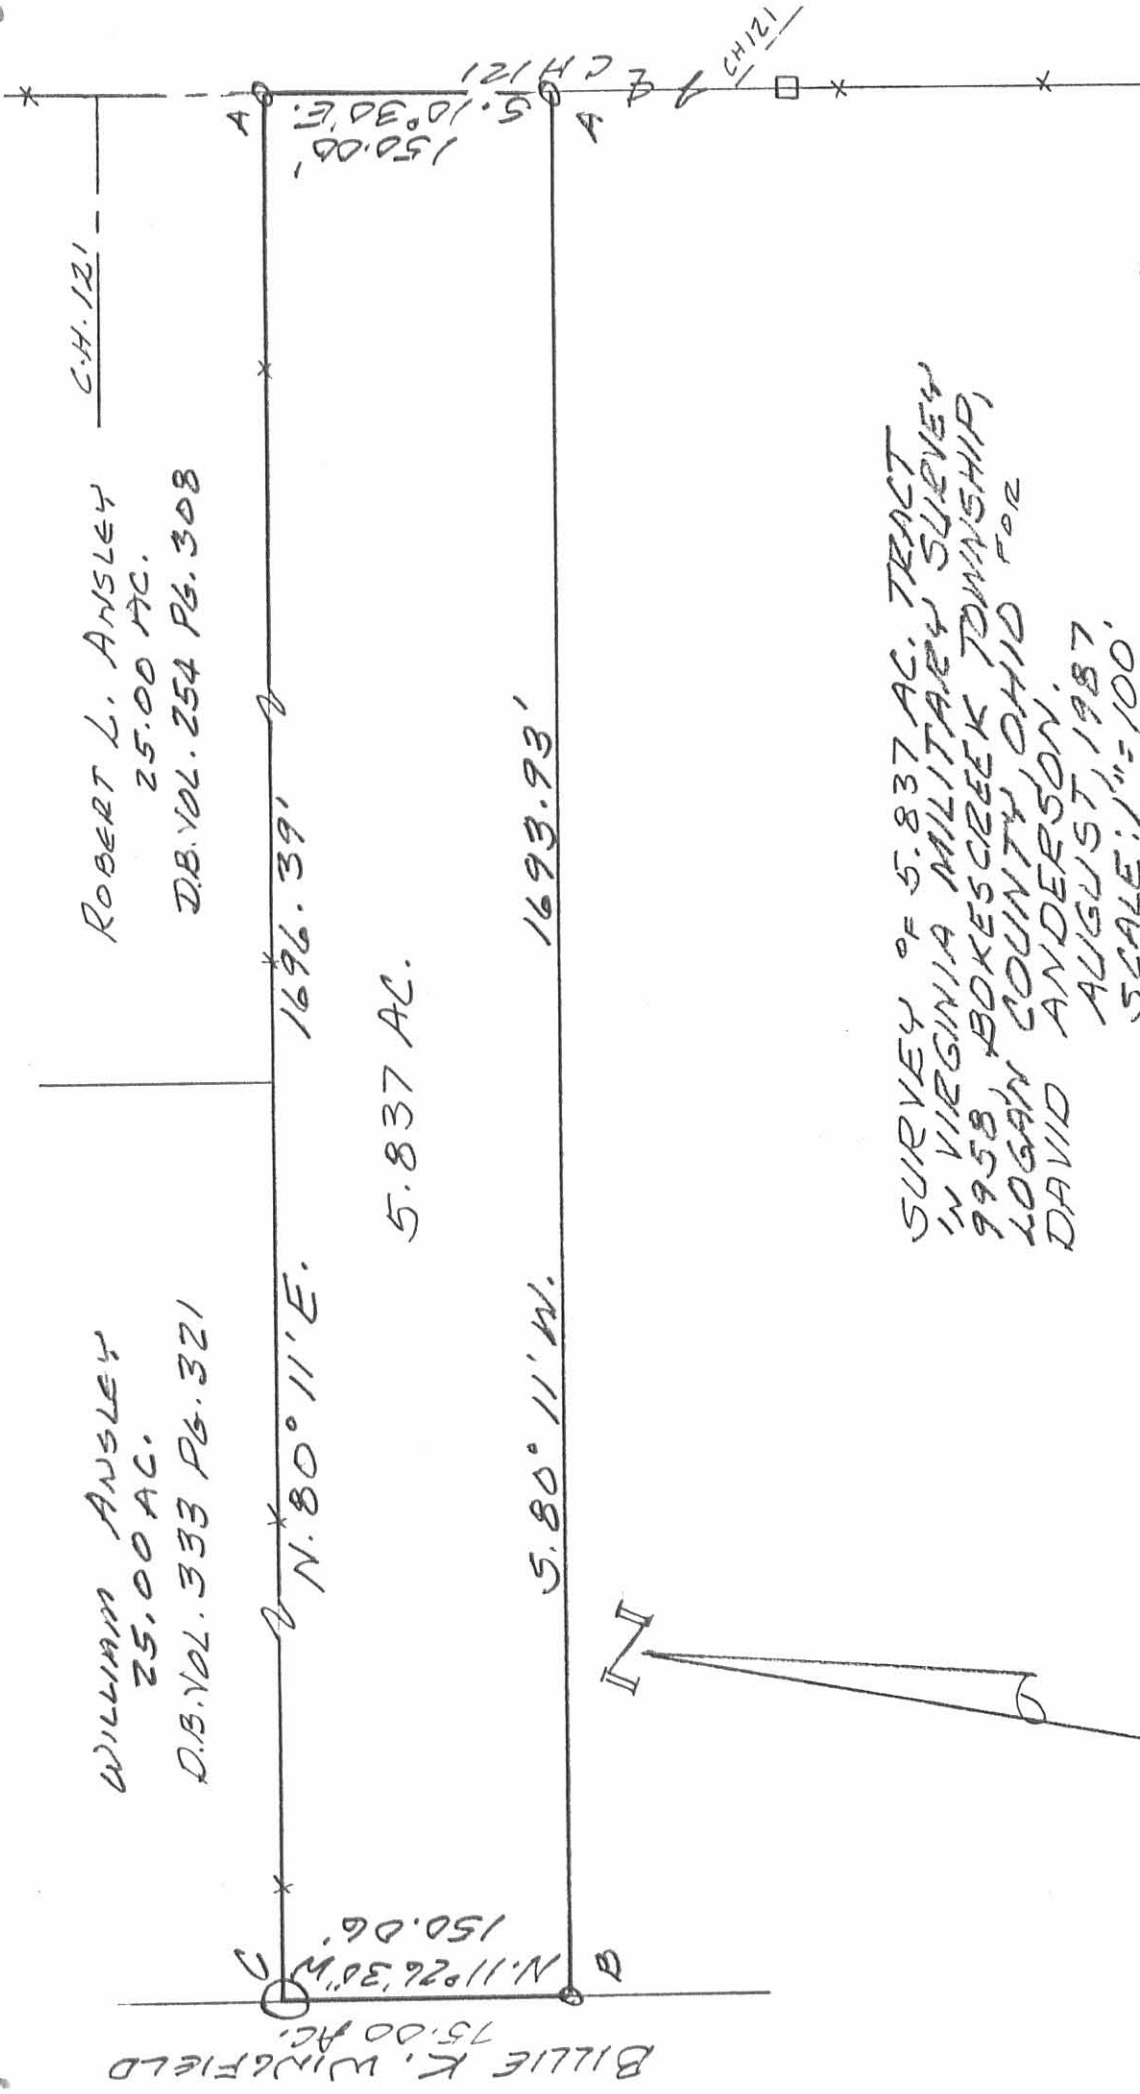 WILLIAM ANSLEY
25.00 AC.
D.B. VOL. 333 PG. 321
ROBERT L. ANSLEY
25.00 AC.
D.B. VOL. 254 PG. 308
C.H. 121
A
C
N. 80° 11' E.
1696.39'
5.837 AC.
S. 10° 30' E.
150.00'
C H 121
BILLIE K. WINGFIELD
75.00 AC.
N. 11° 26' 30" W
150.06'
S. 80° 11' W.
1693.93'
B
A
CH 121
N
SURVEY OF 5.837 AC. TRACT
IN VIRGINIA MILITARY SURVEY
9958, BOKESCREEK TOWNSHIP,
LOGAN COUNTY, OHIO FOR
DAVID ANDERSON.
AUGUST, 1987
SCALE: 1" = 100'